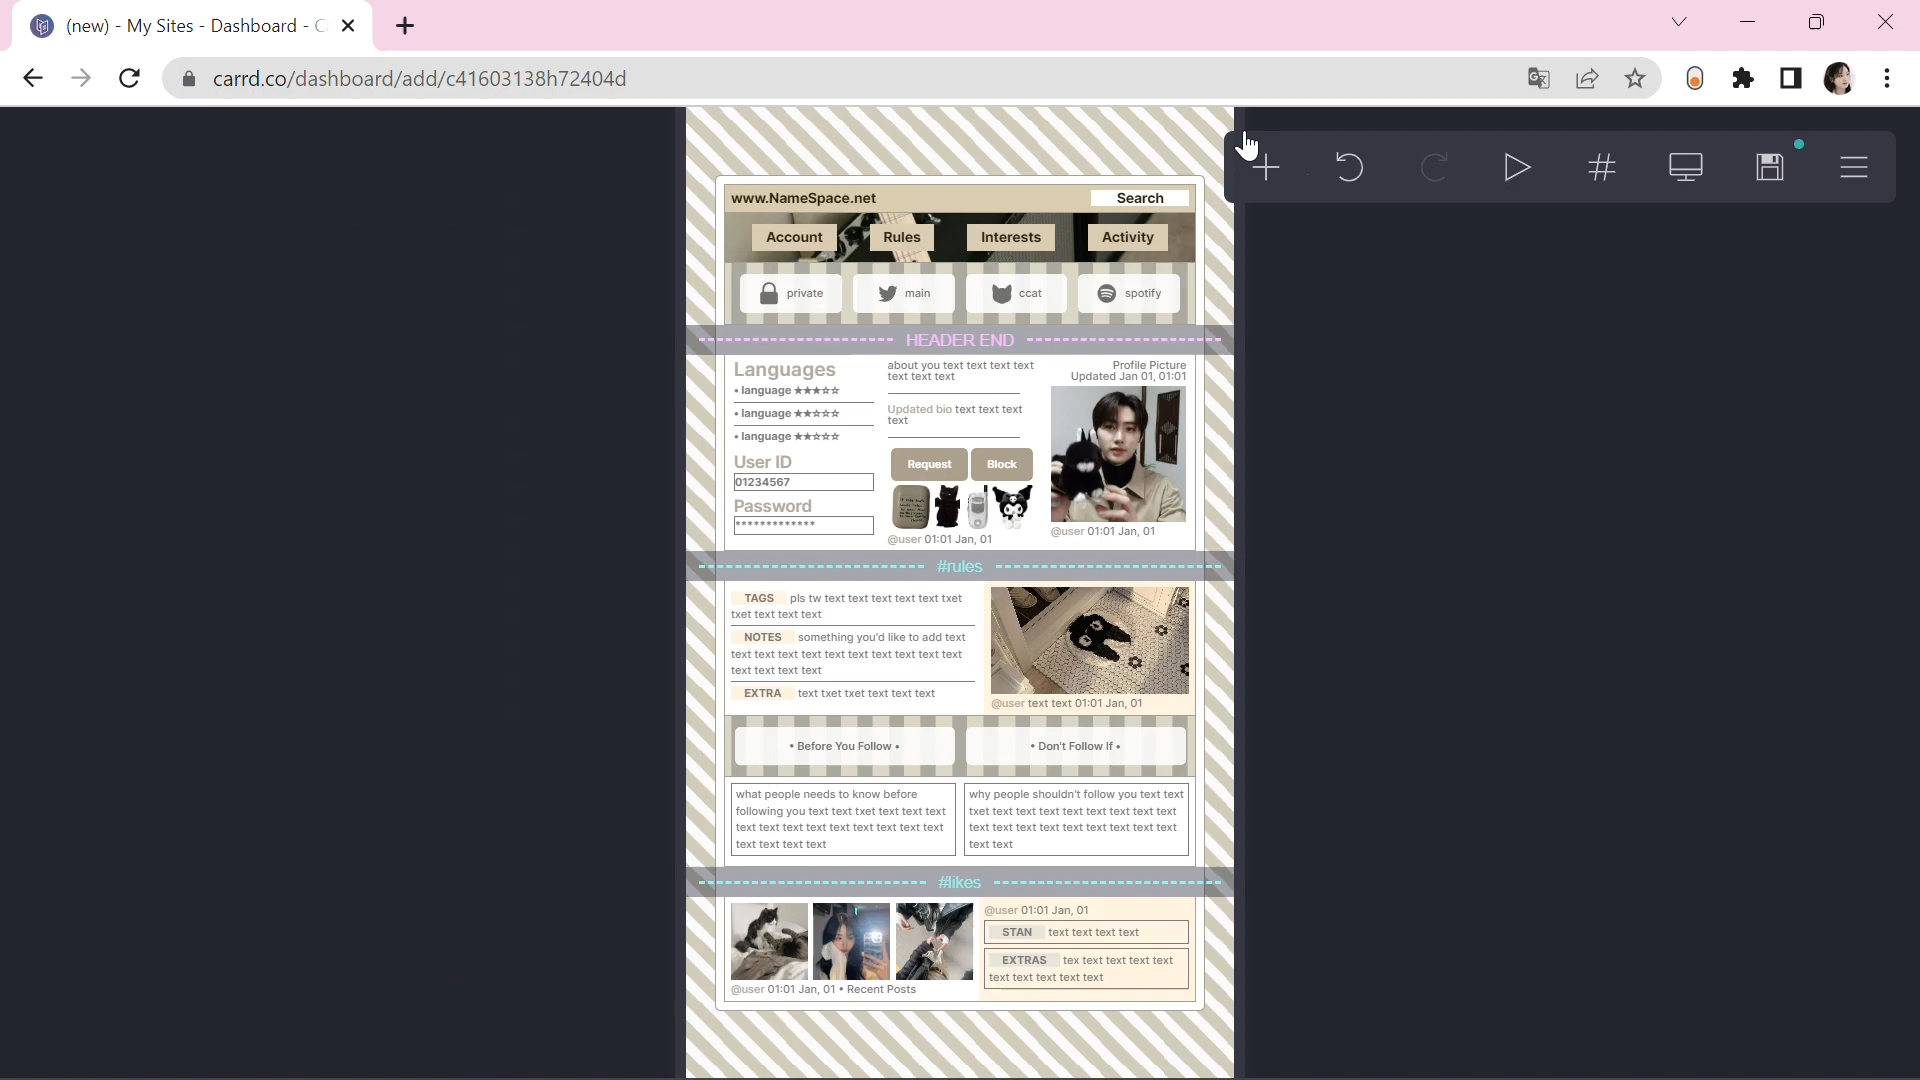 (new) - My Sites - Dashboard - C
carrd.co/dashboard/add/c41603138h72404d
www.NameSpace.net
Search
Account
Rules
Interests
Activity
private
main
ccat
spotify
HEADER END
Languages
• language ★★★☆☆
• language ★★☆☆☆
• language ★★☆☆☆
User ID
01234567
Password
*************
about you text text text text
text text text
Updated bio text text text
text
Request
Block
@user 01:01 Jan, 01
Profile Picture
Updated Jan 01, 01:01
@user 01:01 Jan, 01
#rules
TAGS pls tw text text text text text txet
txet text text text
NOTES something you'd like to add text
text text text text text text text text text text
text text text text
EXTRA text txet txet text text text
@user text text 01:01 Jan, 01
• Before You Follow •
• Don't Follow If •
what people needs to know before
following you text text txet text text text
text text text text text text text text text
text text text text
why people shouldn't follow you text text
txet text text text text text text text text
text text text text text text text text text
text text
#likes
@user 01:01 Jan, 01 • Recent Posts
@user 01:01 Jan, 01
STAN text text text text
EXTRAS tex text text text text
text text text text text